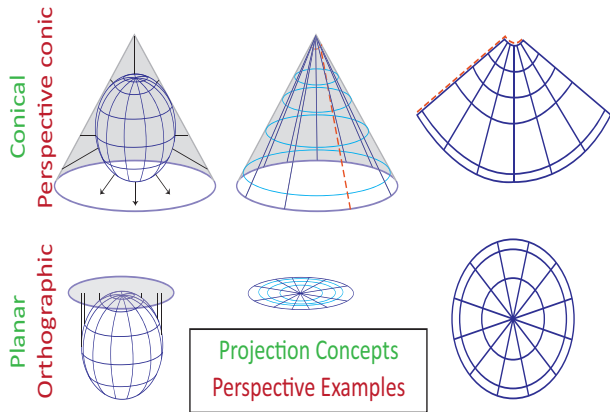 Conical
Perspective conic
Planar
Orthographic
Projection Concepts
Perspective Examples